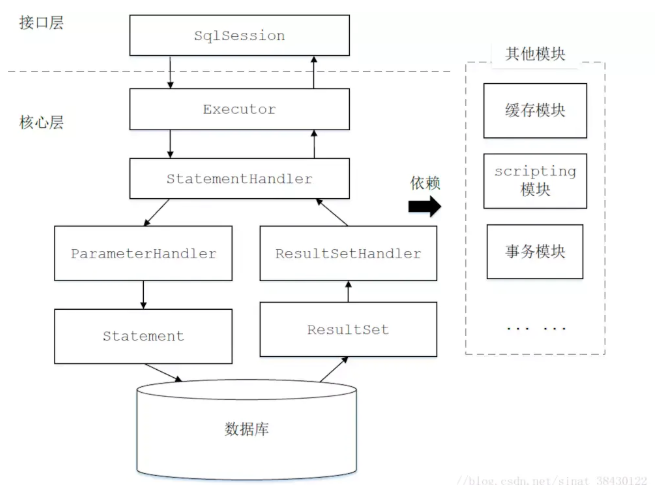 接口层
SqlSession
其他模块
核心层
Executor
缓存模块
StatementHandler
依赖
scripting
模块
ParameterHandler
ResultSetHandler
事务模块
Statement
ResultSet
... ...
数据库
//blog.csdn.net/sinat_38430122